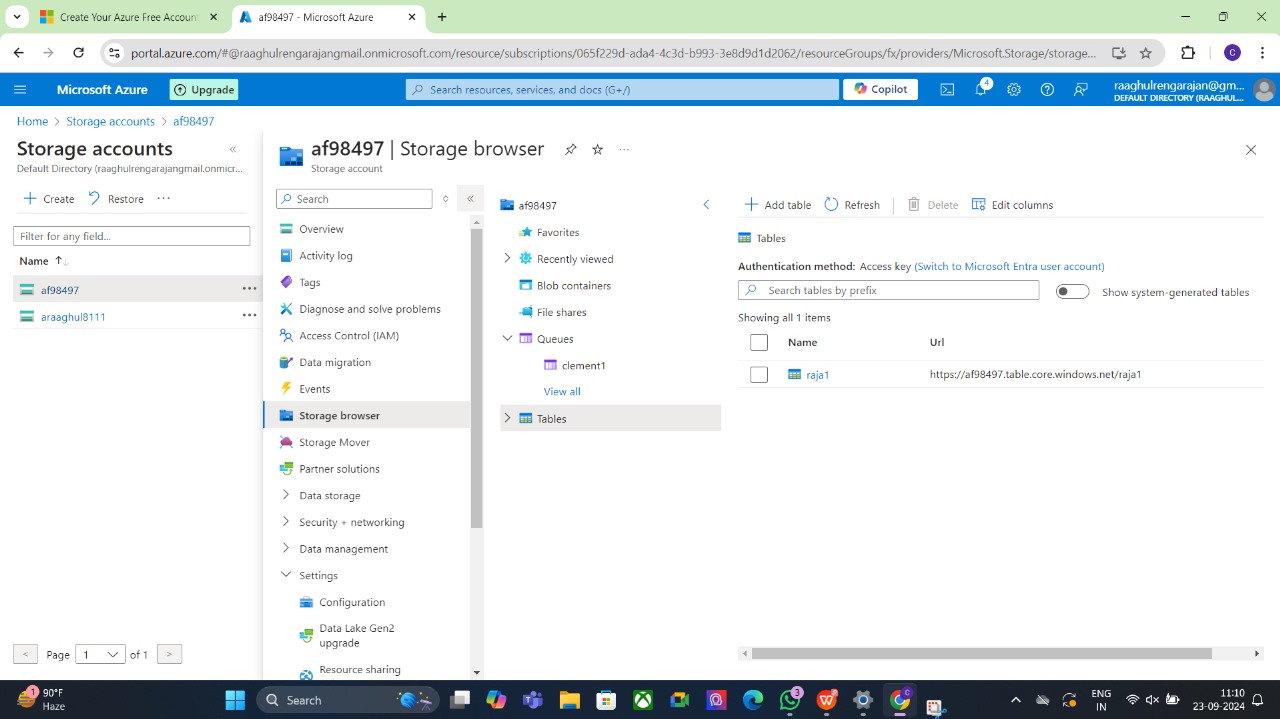 Create Your Azure Free Account
af98497 - Microsoft Azure
portal.azure.com/#@raaghulrengarajangmail.onmicrosoft.com/resource/subscriptions/065f229d-ada4-4c3d-b993-3e8d9d1d2062/resourceGroups/fx/providers/Microsoft.Storage/storage...
C
Microsoft Azure
Upgrade
Search resources, services, and docs (G+/)
Copilot
4
raaghulrengarajan@gm...
DEFAULT DIRECTORY (RAAGHUL...
Home > Storage accounts > af98497
Storage accounts
Default Directory (raaghulrengarajangmail.onmicr...
Create
Restore
...
Filter for any field...
Name
af98497
...
araaghul8111
...
Page 1 of 1
af98497 | Storage browser
...
Storage account
Search
Overview
Activity log
Tags
Diagnose and solve problems
Access Control (IAM)
Data migration
Events
Storage browser
Storage Mover
Partner solutions
Data storage
Security + networking
Data management
Settings
Configuration
Data Lake Gen2
upgrade
Resource sharing
af98497
Favorites
Recently viewed
Blob containers
File shares
Queues
clement1
View all
Tables
Add table
Refresh
Delete
Edit columns
Tables
Authentication method: Access key (Switch to Microsoft Entra user account)
Search tables by prefix
Show system-generated tables
Showing all 1 items
Name Url
raja1 https://af98497.table.core.windows.net/raja1
1
90°F
Haze
Search
3
C
ENG
IN
11:10
23-09-2024